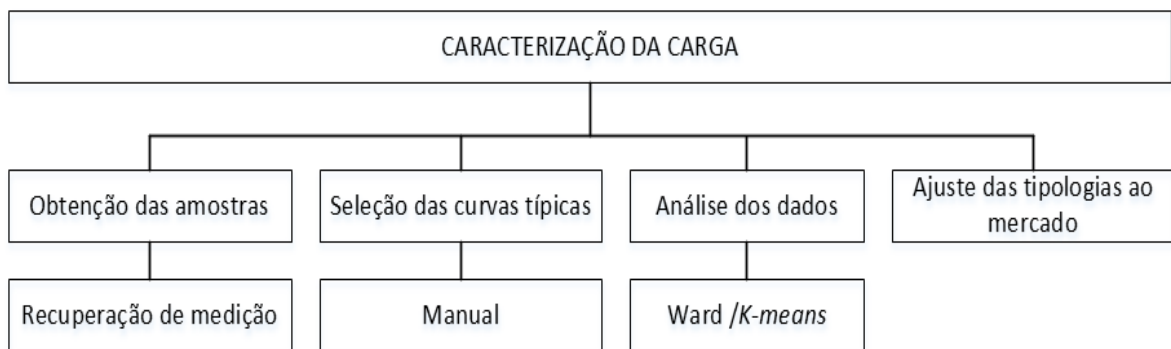 CARACTERIZAÇÃO DA CARGA
Obtenção das amostras
Seleção das curvas típicas
Análise dos dados
Ajuste das tipologias ao
mercado
Recuperação de medição
Manual
Ward /K-means